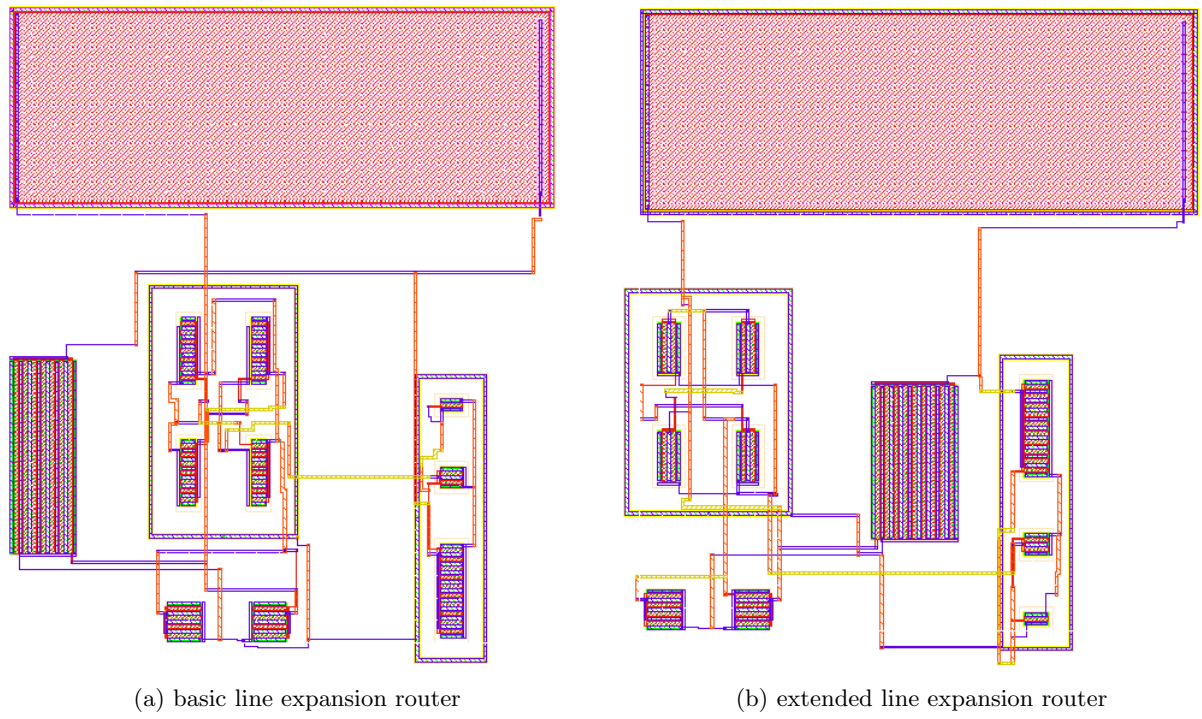 (a) basic line expansion router
(b) extended line expansion router